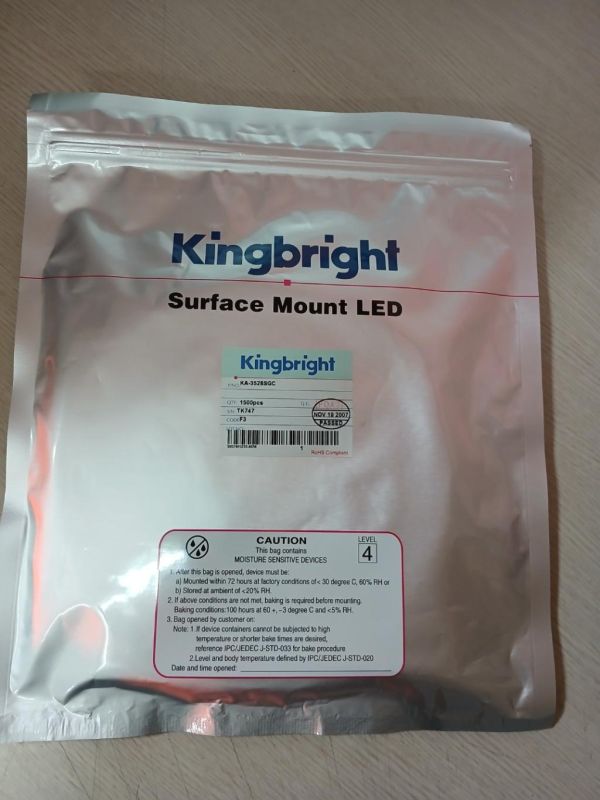 Kingbright
Surface Mount LED
Kingbright
P/NO: KA-3528SGC
QTY: 1500pcs
S/N: TK747
NOV 18 2007
CODE: F3
PASSED
RoHS Compliant
CAUTION
This bag contains
MOISTURE SENSITIVE DEVICES
LEVEL
4
1. After this bag is opened, device must be:
a) Mounted within 72 hours at factory conditions of < 30 degree C, 60% RH or
b) Stored at ambient of <20% RH.
2. If above conditions are not met, baking is required before mounting.
Baking conditions:100 hours at 60 +, -3 degree C and <5% RH.
3. Bag opened by customer on:
Note: 1.If device containers cannot be subjected to high
temperature or shorter bake times are desired,
reference IPC/JEDEC J-STD-033 for bake procedure
2.Level and body temperature defined by IPC/JEDEC J-STD-020
Date and time opened: